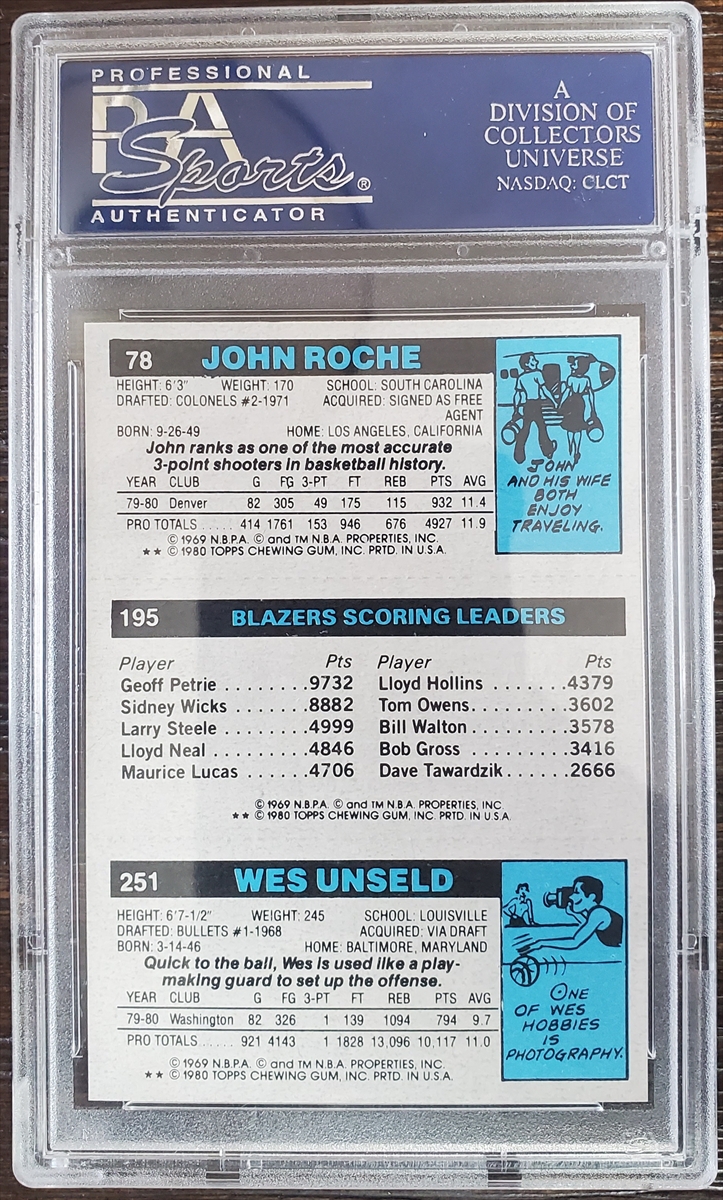 PROFESSIONAL
PSA
Sports®
AUTHENTICATOR
A
DIVISION OF
COLLECTORS
UNIVERSE
NASDAQ: CLCT
78 JOHN ROCHE
HEIGHT: 6'3" WEIGHT: 170 SCHOOL: SOUTH CAROLINA
DRAFTED: COLONELS #2-1971 ACQUIRED: SIGNED AS FREE
AGENT
BORN: 9-26-49 HOME: LOS ANGELES, CALIFORNIA
John ranks as one of the most accurate
3-point shooters in basketball history.
YEAR CLUB G FG 3-PT FT REB PTS AVG
79-80 Denver 82 305 49 175 115 932 11.4
PRO TOTALS ..... 414 1761 153 946 676 4927 11.9
© 1969 N.B.P.A. © and TM N.B.A. PROPERTIES, INC.
★★ © 1980 TOPPS CHEWING GUM, INC. PRTD. IN U.S.A.
JOHN
AND HIS WIFE
BOTH
ENJOY
TRAVELING.
195 BLAZERS SCORING LEADERS
Player Pts Player Pts
Geoff Petrie ........9732 Lloyd Hollins .......4379
Sidney Wicks ........8882 Tom Owens.........3602
Larry Steele ........4999 Bill Walton.........3578
Lloyd Neal .........4846 Bob Gross .........3416
Maurice Lucas ......4706 Dave Tawardzik......2666
© 1969 N.B.P.A. © and TM N.B.A. PROPERTIES, INC.
★★ © 1980 TOPPS CHEWING GUM, INC. PRTD. IN U.S.A.
251 WES UNSELD
HEIGHT: 6'7-1/2" WEIGHT: 245 SCHOOL: LOUISVILLE
DRAFTED: BULLETS #1-1968 ACQUIRED: VIA DRAFT
BORN: 3-14-46 HOME: BALTIMORE, MARYLAND
Quick to the ball, Wes is used like a play-
making guard to set up the offense.
YEAR CLUB G FG 3-PT FT REB PTS AVG
79-80 Washington 82 326 1 139 1094 794 9.7
PRO TOTALS..... 921 4143 1 1828 13,096 10,117 11.0
© 1969 N.B.P.A. © and TM N.B.A. PROPERTIES, INC.
★★ © 1980 TOPPS CHEWING GUM, INC. PRTD. IN U.S.A.
ONE
OF WES
HOBBIES
IS
PHOTOGRAPHY.